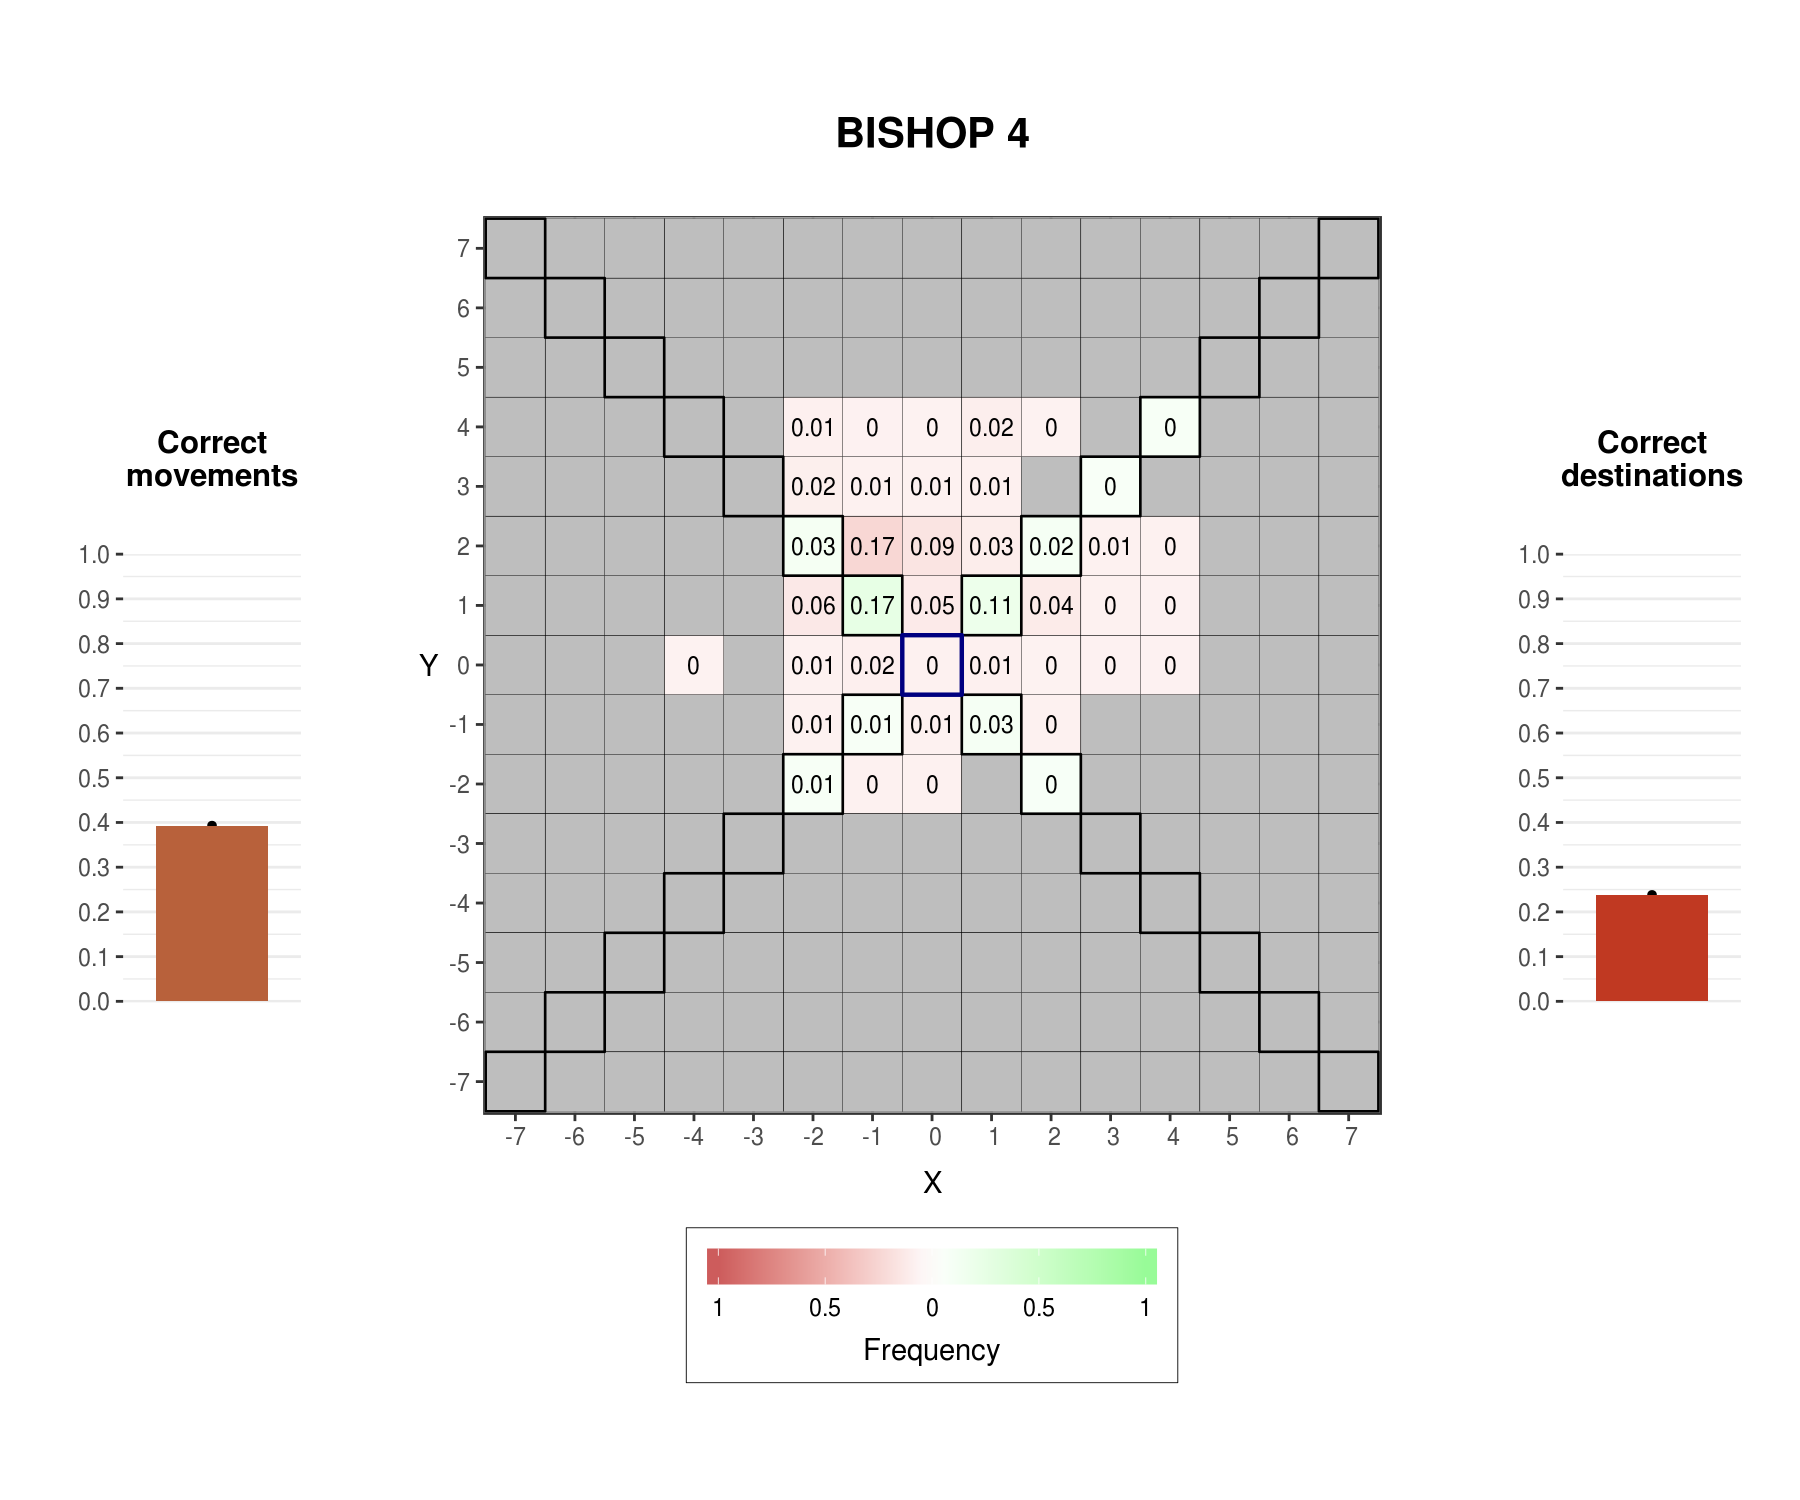 BISHOP 4
Correct
movements
1.0
0.9
0.8
0.7
0.6
0.5
0.4
0.3
0.2
0.1
0.0
Y
7
6
5
4 0.01 0 0 0.02 0 0
3 0.02 0.01 0.01 0.01 0
2 0.03 0.17 0.09 0.03 0.02 0.01 0
1 0.06 0.17 0.05 0.11 0.04 0 0
0 0 0.01 0.02 0 0.01 0 0 0
-1 0.01 0.01 0.01 0.03 0
-2 0.01 0 0 0
-3
-4
-5
-6
-7
-7 -6 -5 -4 -3 -2 -1 0 1 2 3 4 5 6 7
X
1 0.5 0 0.5 1
Frequency
Correct
destinations
1.0
0.9
0.8
0.7
0.6
0.5
0.4
0.3
0.2
0.1
0.0